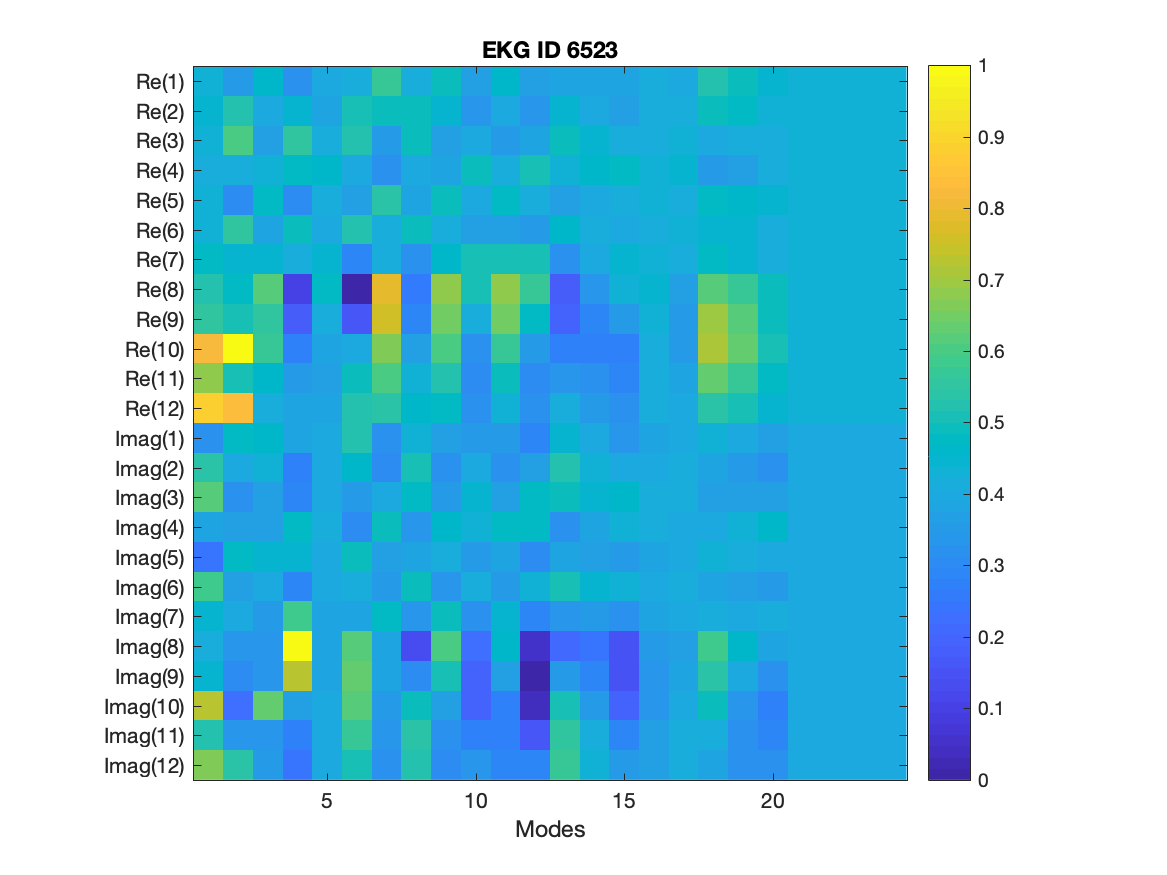 EKG ID 6523
Re(1)
Re(2)
Re(3)
Re(4)
Re(5)
Re(6)
Re(7)
Re(8)
Re(9)
Re(10)
Re(11)
Re(12)
Imag(1)
Imag(2)
Imag(3)
Imag(4)
Imag(5)
Imag(6)
Imag(7)
Imag(8)
Imag(9)
Imag(10)
Imag(11)
Imag(12)
5 10 15 20
Modes
1
0.9
0.8
0.7
0.6
0.5
0.4
0.3
0.2
0.1
0